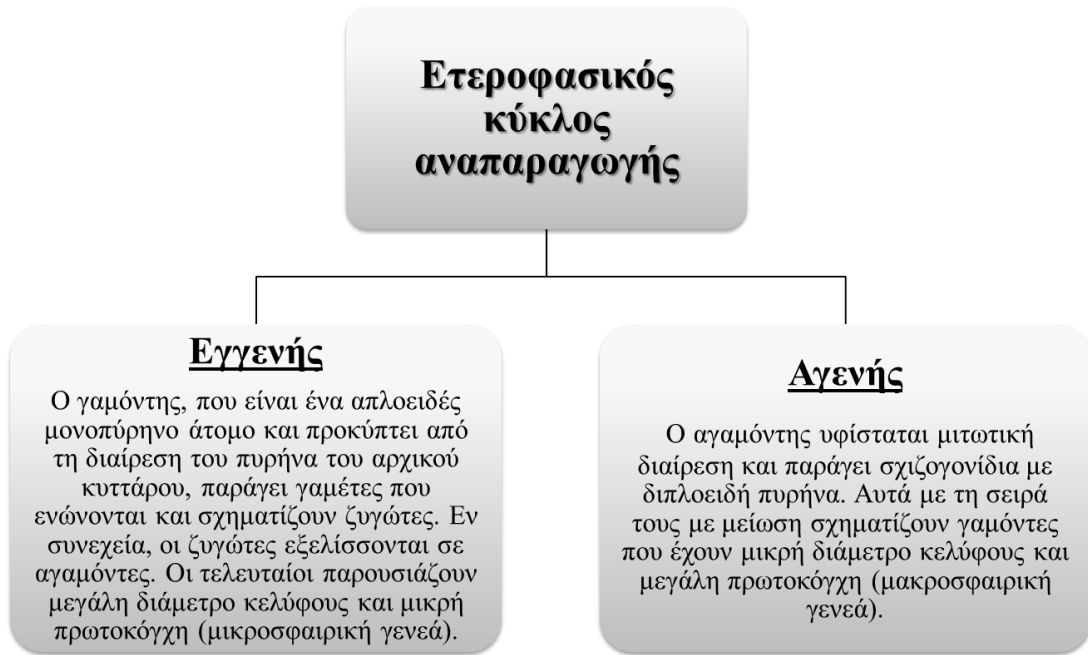 Ετεροφασικός
κύκλος
αναπαραγωγής
Εγγενής
Ο γαμόντης, που είναι ένα απλοειδές
μονοπύρηνο άτομο και προκύπτει από
τη διαίρεση του πυρήνα του αρχικού
κυττάρου, παράγει γαμέτες που
ενώνονται και σχηματίζουν ζυγώτες. Εν
συνεχεία, οι ζυγώτες εξελίσσονται σε
αγαμόντες. Οι τελευταίοι παρουσιάζουν
μεγάλη διάμετρο κελύφους και μικρή
πρωτοκόγχη (μικροσφαιρική γενεά).
Αγενής
Ο αγαμόντης υφίσταται μιτωτική
διαίρεση και παράγει σχιζογονίδια με
διπλοειδή πυρήνα. Αυτά με τη σειρά
τους με μείωση σχηματίζουν γαμόντες
που έχουν μικρή διάμετρο κελύφους και
μεγάλη πρωτοκόγχη (μακροσφαιρική
γενεά).